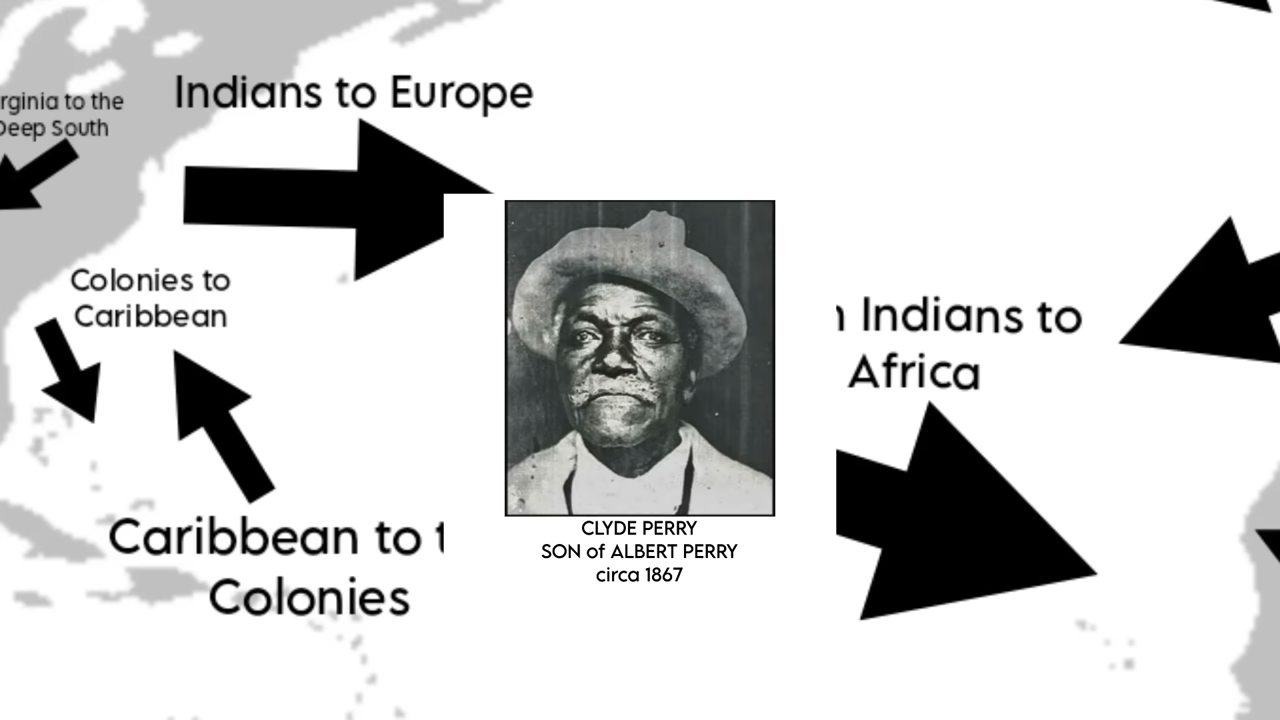 Indians to Europe
to the
Deep South
Colonies to
Caribbean
Indians to
Africa
Caribbean to
Colonies
CLYDE PERRY
SON of ALBERT PERRY
circa 1867